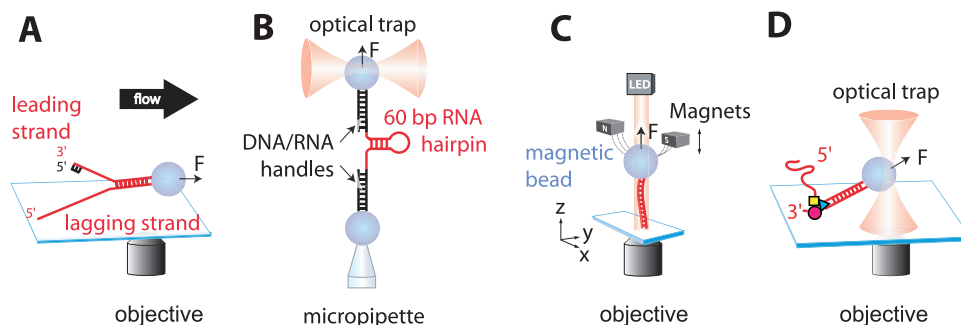 A
flow
leading
strand
3'
5'
F
5'
lagging strand
objective
B
optical trap
F
60 bp RNA
hairpin
DNA/RNA
handles
micropipette
C
LED
Magnets
N
S
F
magnetic
bead
z
y
x
objective
D
optical trap
5'
F
3'
objective